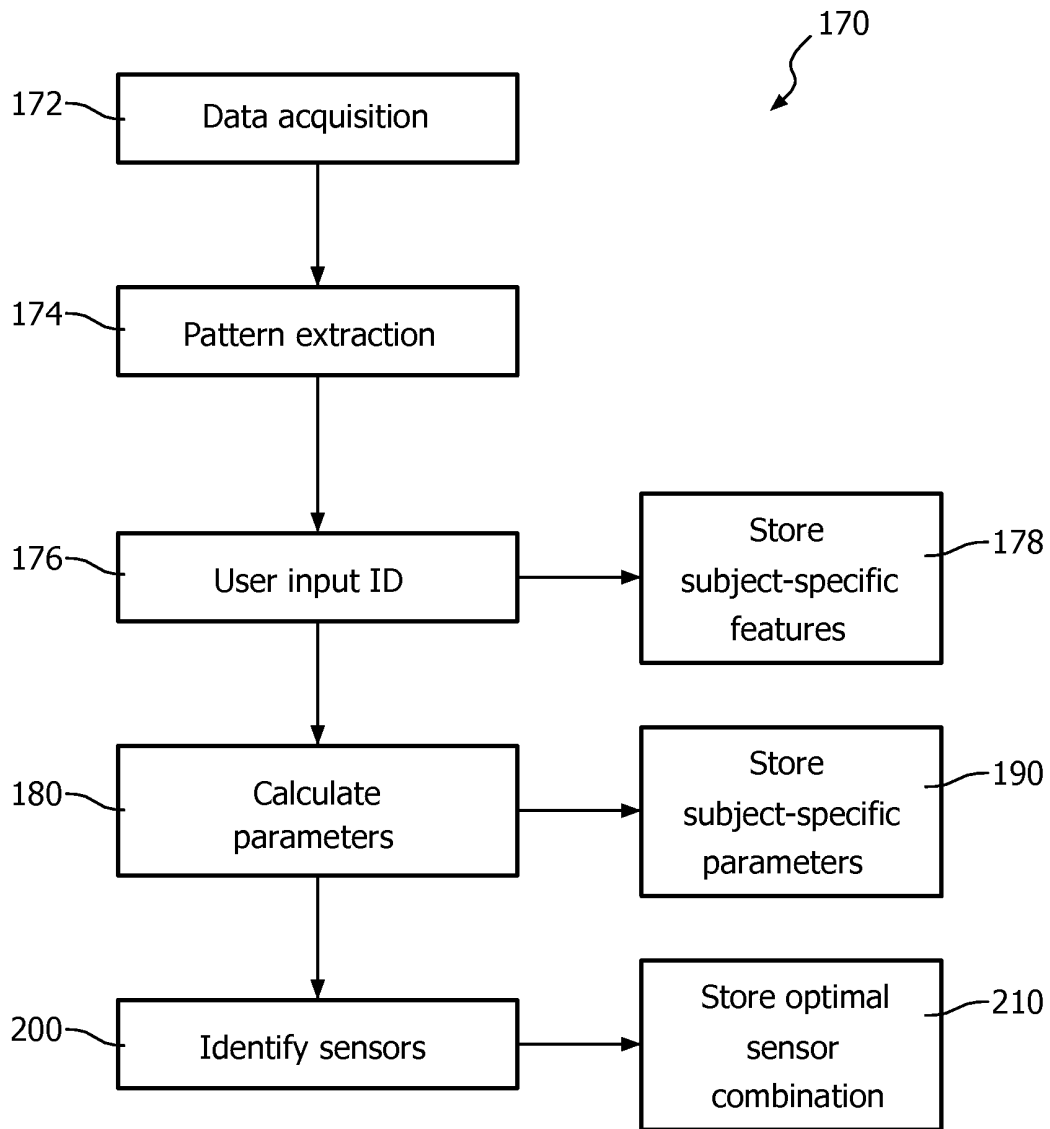 170
172
Data acquisition
174
Pattern extraction
176
User input ID
Store
subject-specific
features
178
180
Calculate
parameters
Store
subject-specific
parameters
190
200
Identify sensors
Store optimal
sensor
combination
210